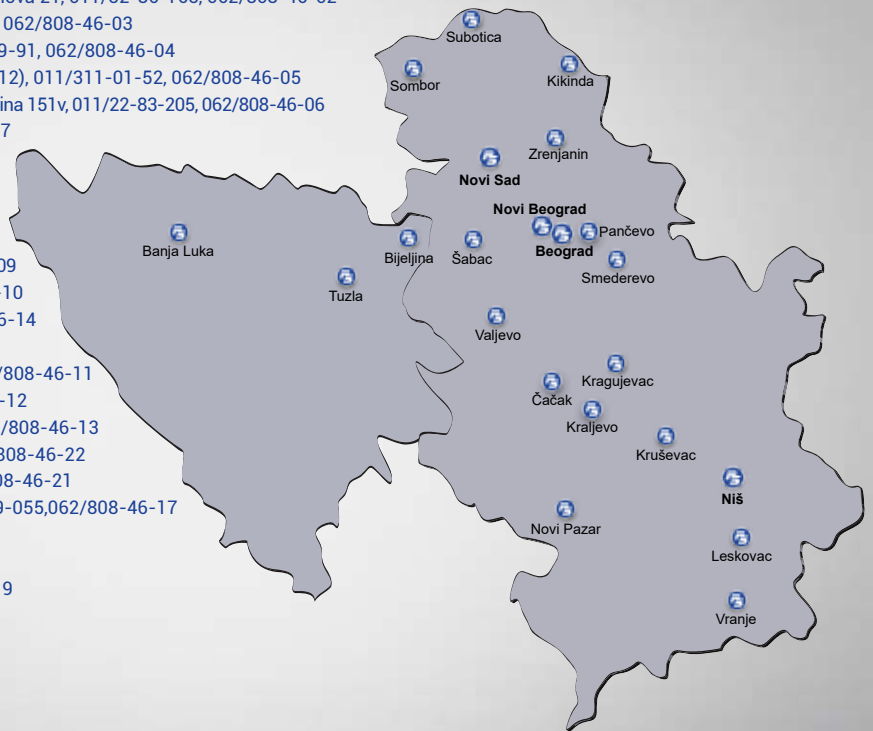 011/32-30-163, 062/808-46-02
062/808-46-03
9-91, 062/808-46-04
12), 011/311-01-52, 062/808-46-05
ina 151v, 011/22-83-205, 062/808-46-06
7
09
-10
6-14
/808-46-11
-12
/808-46-13
808-46-22
08-46-21
9-055,062/808-46-17
9
Subotica
Sombor
Kikinda
Zrenjanin
Novi Sad
Novi Beograd
Pančevo
Beograd
Banja Luka
Bijeljina
Šabac
Smederevo
Tuzla
Valjevo
Kragujevac
Čačak
Kraljevo
Kruševac
Niš
Novi Pazar
Leskovac
Vranje